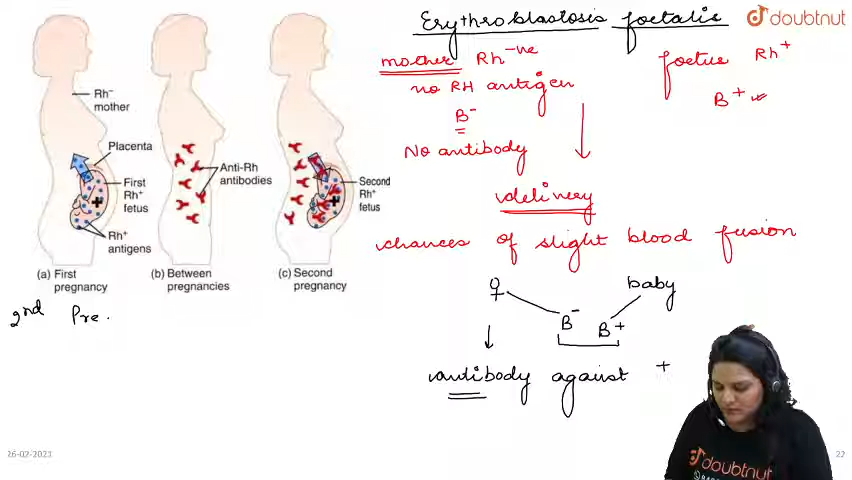 Erythroblastosis foetalis
doubtnut
mother Rh-ve
no RH antigen
B-
No antibody
foetus Rh+
B+
delivery
chances of slight blood fusion
♀
baby
B-
B+
antibody against +
Rh- mother
Placenta
First Rh+ fetus
Rh+ antigens
Anti-Rh antibodies
Second Rh+ fetus
(a) First pregnancy
(b) Between pregnancies
(c) Second pregnancy
2nd Pre.
26-02-2021
22
doubtnut